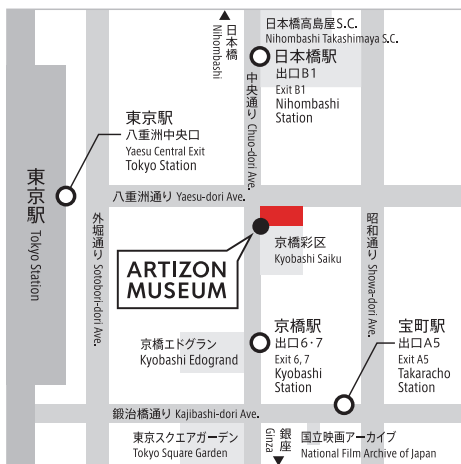 日本橋
Nihombashi
日本橋髙島屋S.C.
Nihombashi Takashimaya S.C.
日本橋駅
出口B1
Exit B1
Nihombashi
Station
中央通り Chuo-dori Ave.
東京駅
八重洲中央口
Yaesu Central Exit
Tokyo Station
東京駅 Tokyo Station
八重洲通り Yaesu-dori Ave.
外堀通り Sotobori-dori Ave.
昭和通り Showa-dori Ave.
京橋彩区
Kyobashi Saiku
ARTIZON
MUSEUM
京橋エドグラン
Kyobashi Edogrand
京橋駅
出口6・7
Exit 6, 7
Kyobashi
Station
宝町駅
出口A5
Exit A5
Takaracho
Station
鍛冶橋通り Kajibashi-dori Ave.
東京スクエアガーデン
Tokyo Square Garden
銀座
Ginza
国立映画アーカイブ
National Film Archive of Japan